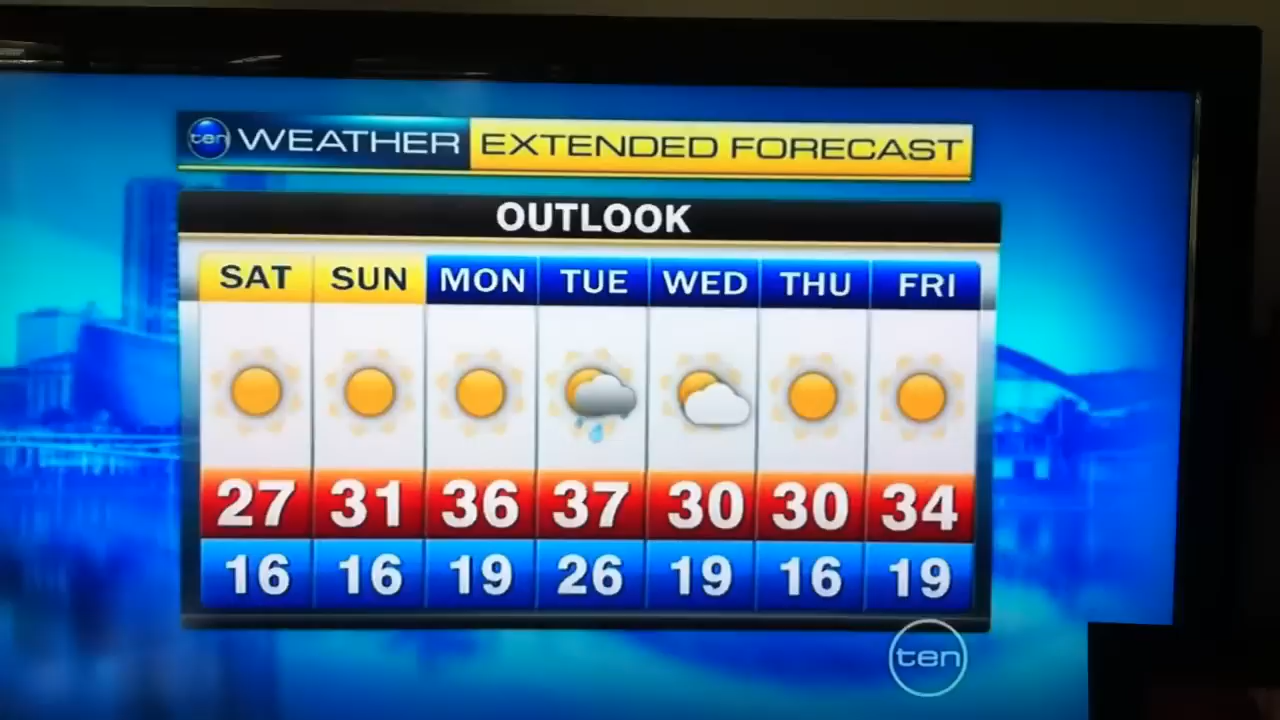 ten WEATHER EXTENDED FORECAST
OUTLOOK
SAT SUN MON TUE WED THU FRI
27 31 36 37 30 30 34
16 16 19 26 19 16 19
ten